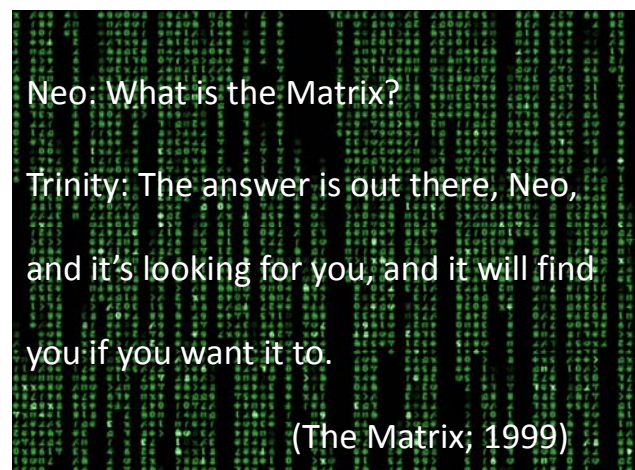 Neo: What is the Matrix?
Trinity: The answer is out there, Neo,
and it’s looking for you, and it will find
you if you want it to.
(The Matrix; 1999)